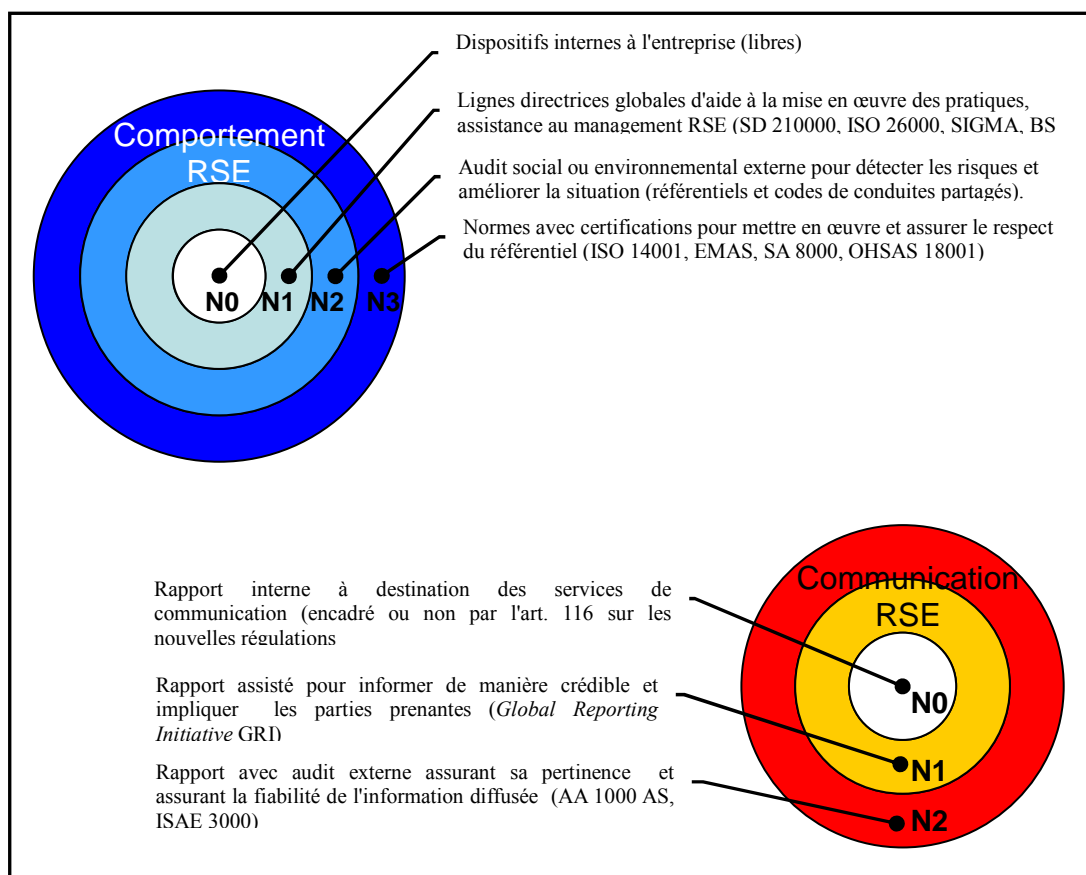 Dispositifs internes à l'entreprise (libres)
Lignes directrices globales d'aide à la mise en œuvre des pratiques,
assistance au management RSE (SD 210000, ISO 26000, SIGMA, BS
Audit social ou environnemental externe pour détecter les risques et
améliorer la situation (référentiels et codes de conduites partagés).
Normes avec certifications pour mettre en œuvre et assurer le respect
du référentiel (ISO 14001, EMAS, SA 8000, OHSAS 18001)
Comportement
RSE
N0 N1 N2 N3
Rapport interne à destination des services de
communication (encadré ou non par l'art. 116 sur les
nouvelles régulations
Rapport assisté pour informer de manière crédible et
impliquer les parties prenantes (Global Reporting
Initiative GRI)
Rapport avec audit externe assurant sa pertinence et
assurant la fiabilité de l'information diffusée (AA 1000 AS,
ISAE 3000)
Communication
RSE
N0
N1
N2